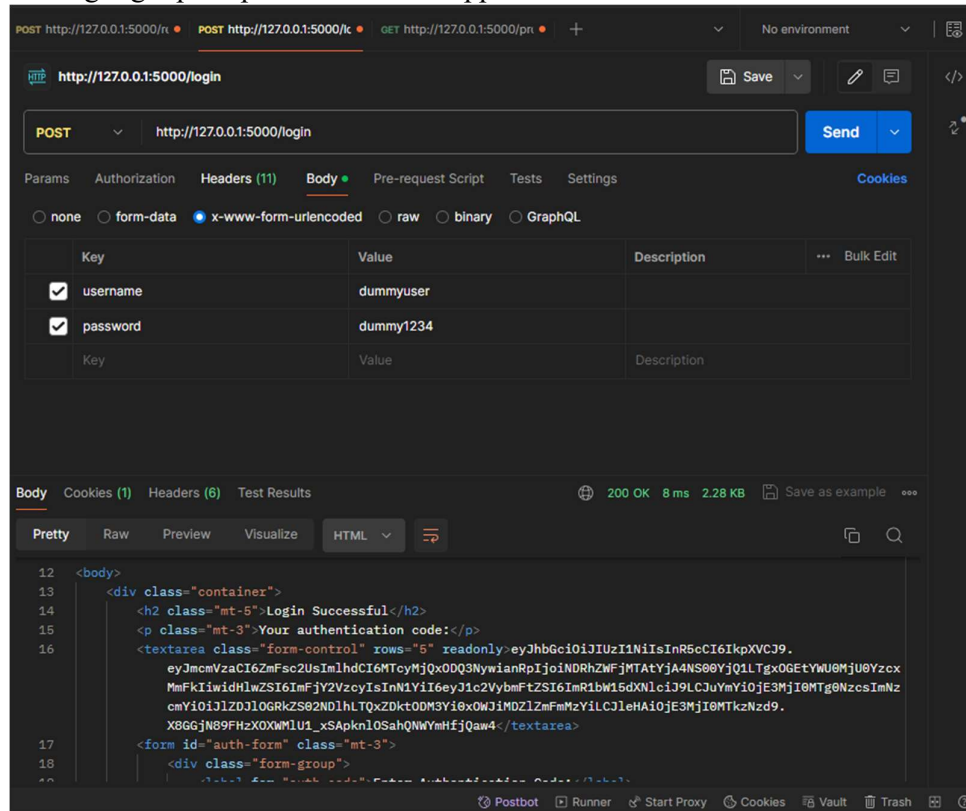 POST http://127.0.0.1:5000/re POST http://127.0.0.1:5000/lc GET http://127.0.0.1:5000/pr No environment
HTTP http://127.0.0.1:5000/login Save
POST http://127.0.0.1:5000/login Send
Params Authorization Headers (11) Body Pre-request Script Tests Settings Cookies
none form-data x-www-form-urlencoded raw binary GraphQL
Key Value Description Bulk Edit
username dummyuser
password dummy1234
Key Value Description
Body Cookies (1) Headers (6) Test Results 200 OK 8 ms 2.28 KB Save as example
Pretty Raw Preview Visualize HTML
12 <body>
13 <div class="container">
14 <h2 class="mt-5">Login Successful</h2>
15 <p class="mt-3">Your authentication code:</p>
16 <textarea class="form-control" rows="5" readonly>eyJhbGciOiJIUzI1NiIsInR5cCI6IkpXVCJ9.
</textarea>
17 <form id="auth-form" class="mt-3">
18 <div class="form-group">
Postbot Runner Start Proxy Cookies Vault Trash